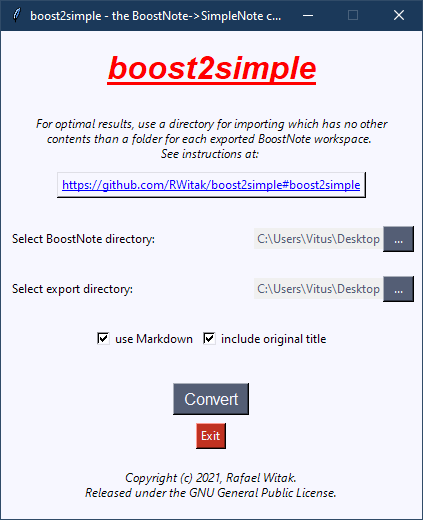 boost2simple - the BoostNote->SimpleNote c...
boost2simple
For optimal results, use a directory for importing which has no other
contents than a folder for each exported BoostNote workspace.
See instructions at:
https://github.com/RWitak/boost2simple#boost2simple
Select BoostNote directory: C:\Users\Vitus\Desktop ...
Select export directory: C:\Users\Vitus\Desktop ...
use Markdown include original title
Convert
Exit
Copyright (c) 2021, Rafael Witak.
Released under the GNU General Public License.